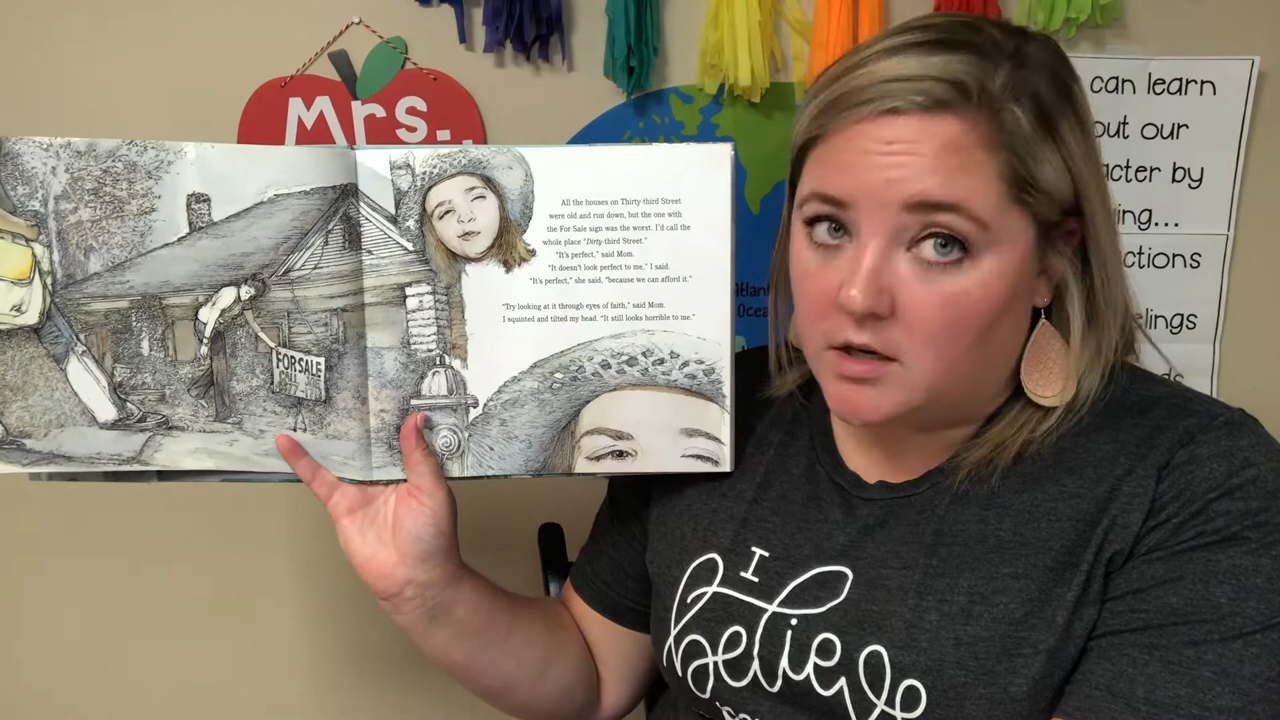 Mrs.
FOR SALE
All the houses on Thirty-third Street
were old and run down, but the one with
the For Sale sign was the worst. I'd call the
whole place "Dirty-third Street."
"It's perfect," said Mom.
"It doesn't look perfect to me," I said.
"It's perfect," she said, "because we can afford it."
"Try looking at it through eyes of faith," said Mom.
I squinted and tilted my head. "It still looks horrible to me."
can learn
out our
acter by
ing...
ctions
elings
Atlan
Ocea
I
believe